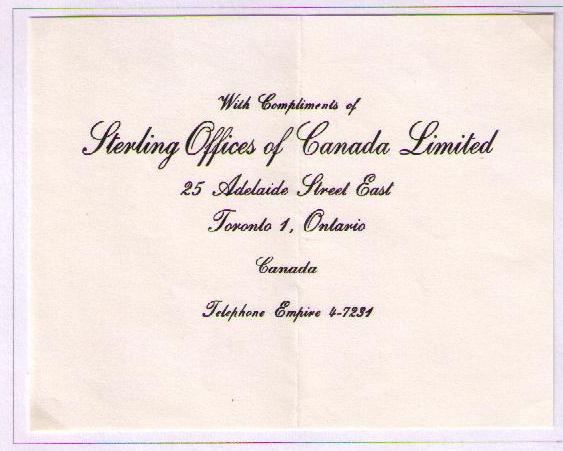 With Compliments of
Sterling Offices of Canada Limited
25 Adelaide Street East
Toronto 1, Ontario
Canada
Telephone Empire 4-7231